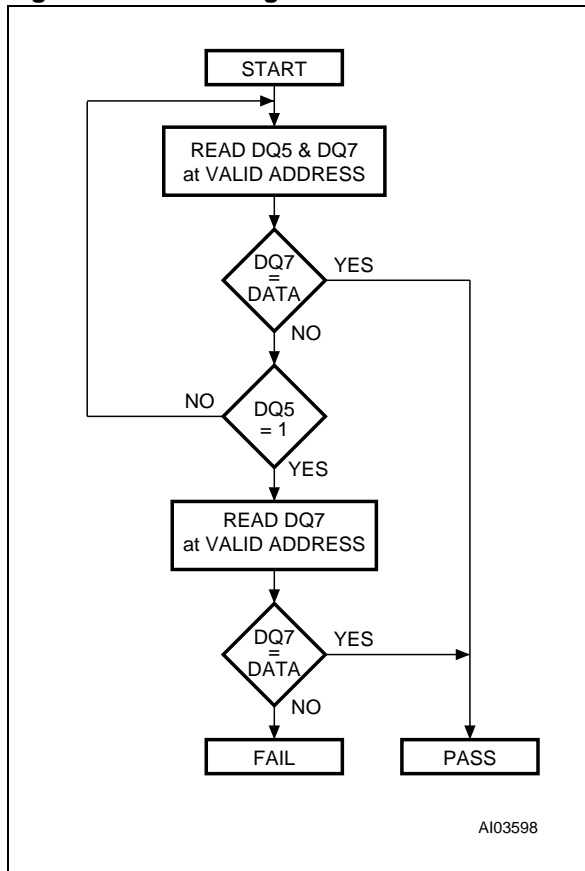 START
READ DQ5 & DQ7
at VALID ADDRESS
DQ7
=
DATA
YES
NO
DQ5
= 1
NO
YES
READ DQ7
at VALID ADDRESS
DQ7
=
DATA
YES
NO
FAIL
PASS
AI03598